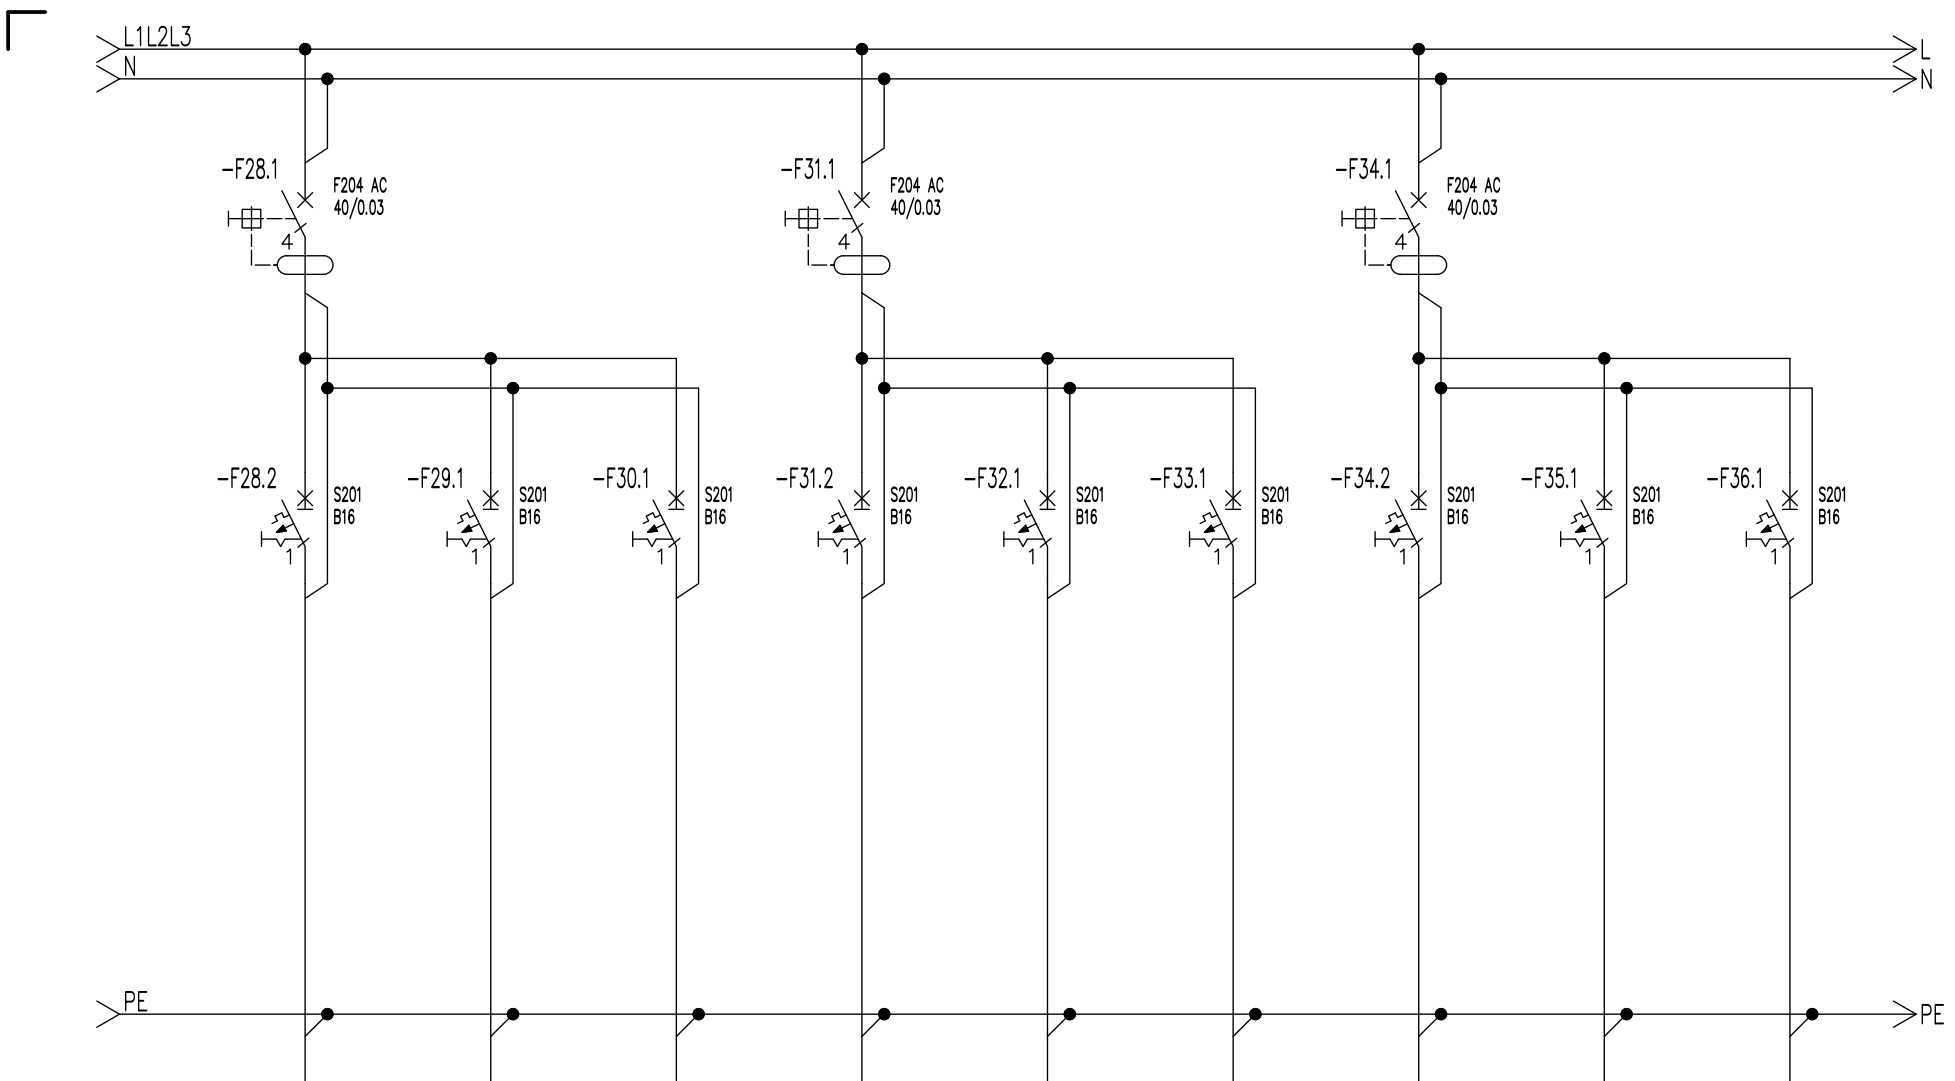 L1L2L3
L
N
N
-F28.1
F204 AC
40/0.03
4
-F31.1
F204 AC
40/0.03
4
-F34.1
F204 AC
40/0.03
4
-F28.2
S201
B16
1
-F29.1
S201
B16
1
-F30.1
S201
B16
1
-F31.2
S201
B16
1
-F32.1
S201
B16
1
-F33.1
S201
B16
1
-F34.2
S201
B16
1
-F35.1
S201
B16
1
-F36.1
S201
B16
1
PE
PE